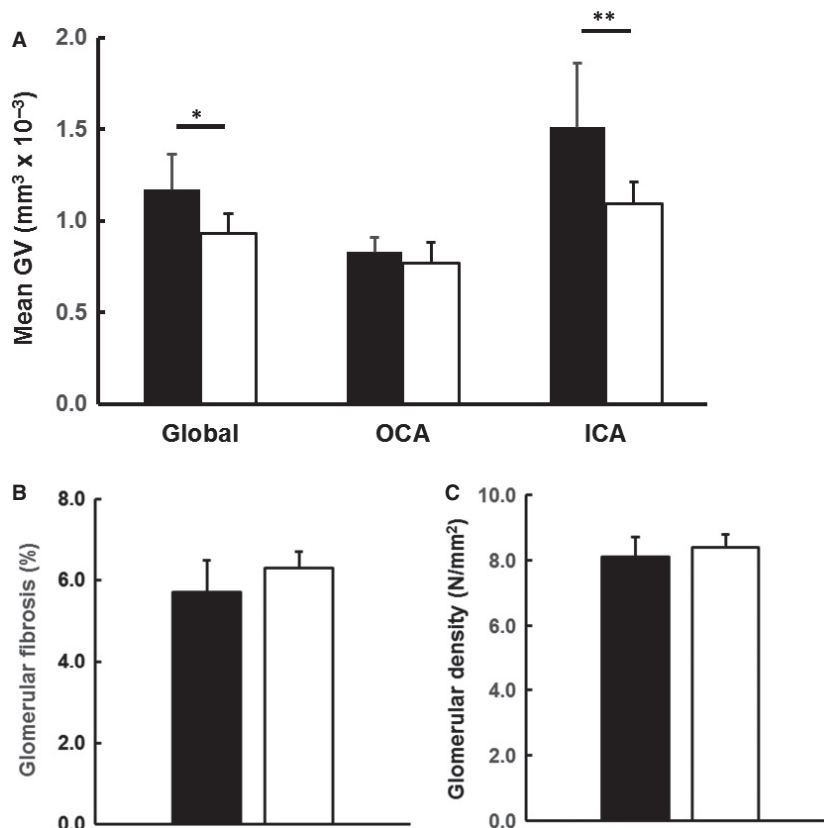 A
Mean GV (mm³ x 10⁻³)
2.0
1.5
1.0
0.5
0.0
*
**
Global OCA ICA
B
Glomerular fibrosis (%)
8.0
6.0
4.0
2.0
0.0
C
Glomerular density (N/mm²)
10.0
8.0
6.0
4.0
2.0
0.0